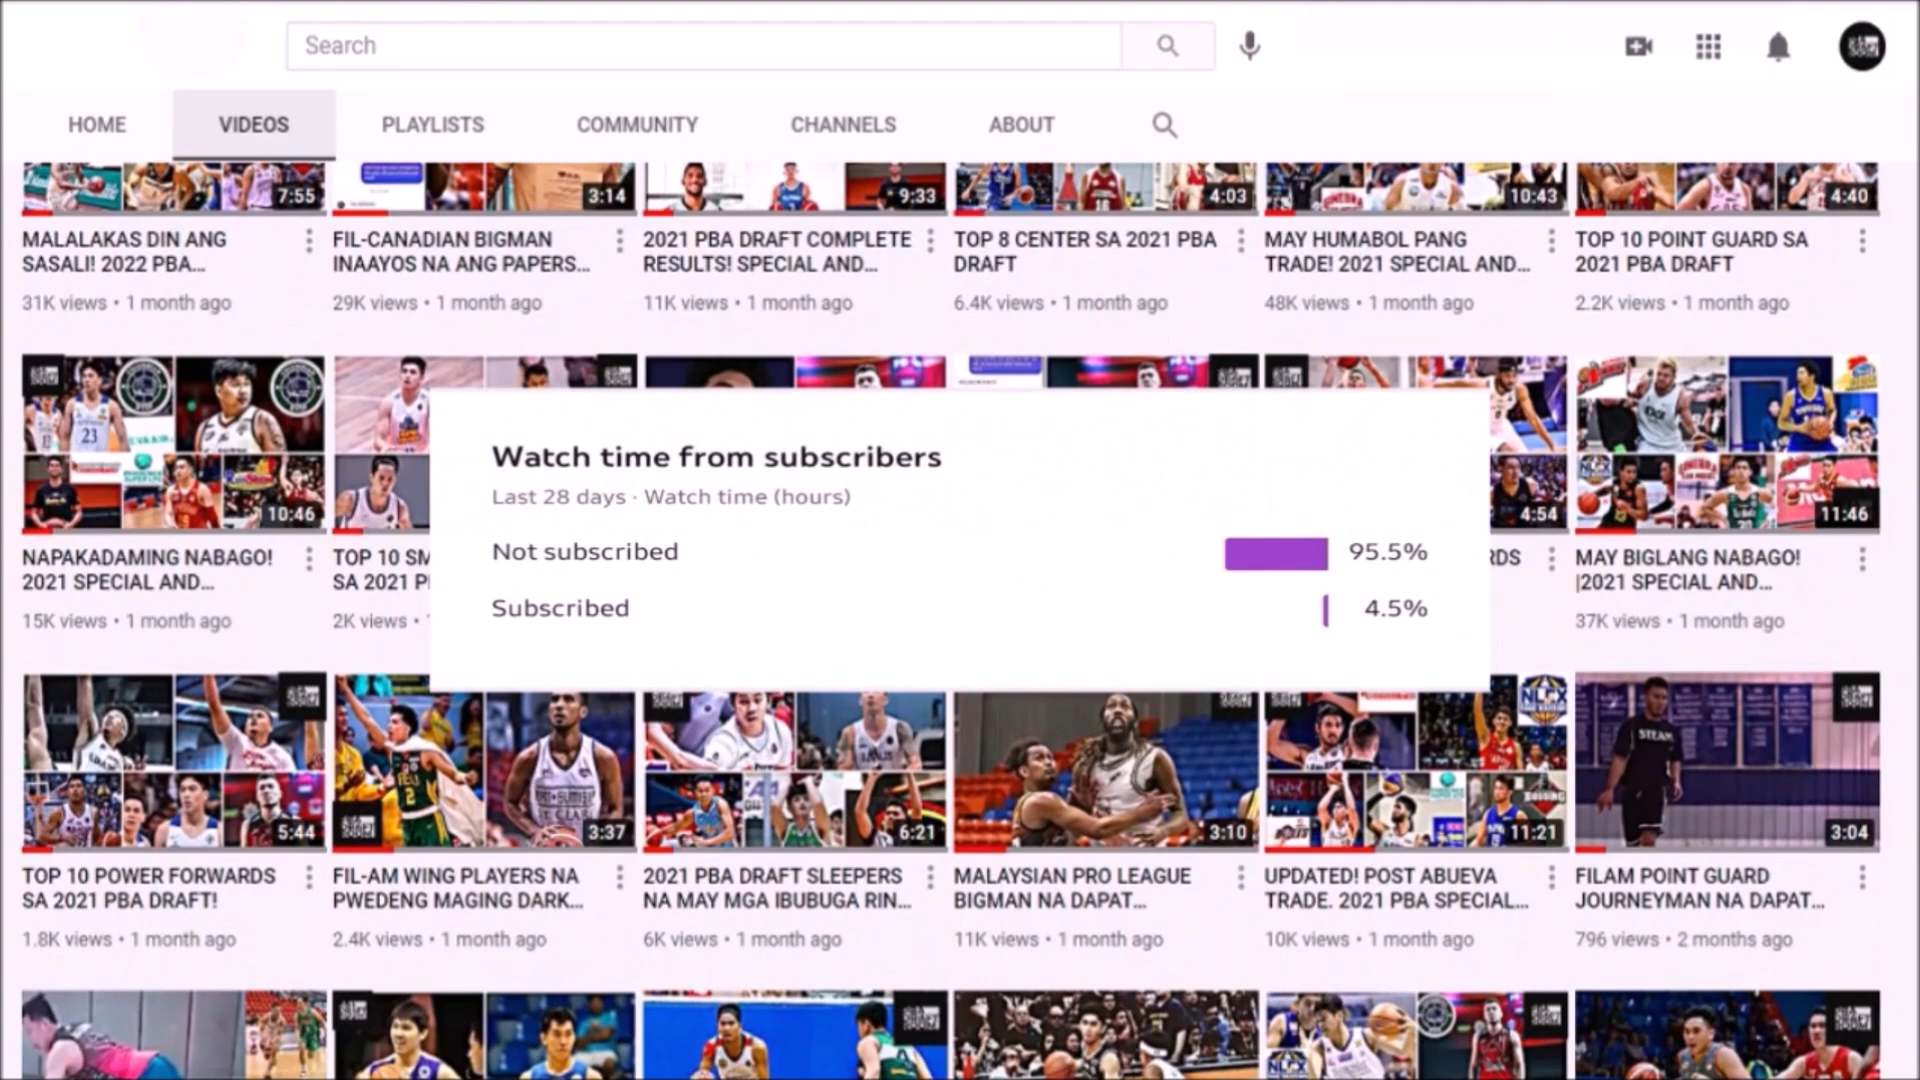 Search
HOME
VIDEOS
PLAYLISTS
COMMUNITY
CHANNELS
ABOUT
7:55
3:14
9:33
4:03
10:43
4:40
MALALAKAS DIN ANG
SASALI! 2022 PBA...
31K views • 1 month ago
FIL-CANADIAN BIGMAN
INAAYOS NA ANG PAPERS...
29K views • 1 month ago
2021 PBA DRAFT COMPLETE
RESULTS! SPECIAL AND...
11K views • 1 month ago
TOP 8 CENTER SA 2021 PBA
DRAFT
6.4K views • 1 month ago
MAY HUMABOL PANG
TRADE! 2021 SPECIAL AND...
48K views • 1 month ago
TOP 10 POINT GUARD SA
2021 PBA DRAFT
2.2K views • 1 month ago
23
10:46
4:54
11:46
NAPAKADAMING NABAGO!
2021 SPECIAL AND...
15K views • 1 month ago
TOP 10 SM
SA 2021 P
2K views •
Watch time from subscribers
Last 28 days · Watch time (hours)
Not subscribed
95.5%
Subscribed
4.5%
RDS
MAY BIGLANG NABAGO!
|2021 SPECIAL AND...
37K views • 1 month ago
5:44
3:37
6:21
3:10
11:21
STEAM
3:04
TOP 10 POWER FORWARDS
SA 2021 PBA DRAFT!
1.8K views • 1 month ago
FIL-AM WING PLAYERS NA
PWEDENG MAGING DARK...
2.4K views • 1 month ago
2021 PBA DRAFT SLEEPERS
NA MAY MGA IBUBUGA RIN...
6K views • 1 month ago
MALAYSIAN PRO LEAGUE
BIGMAN NA DAPAT...
11K views • 1 month ago
UPDATED! POST ABUEVA
TRADE. 2021 PBA SPECIAL...
10K views • 1 month ago
FILAM POINT GUARD
JOURNEYMAN NA DAPAT...
796 views • 2 months ago